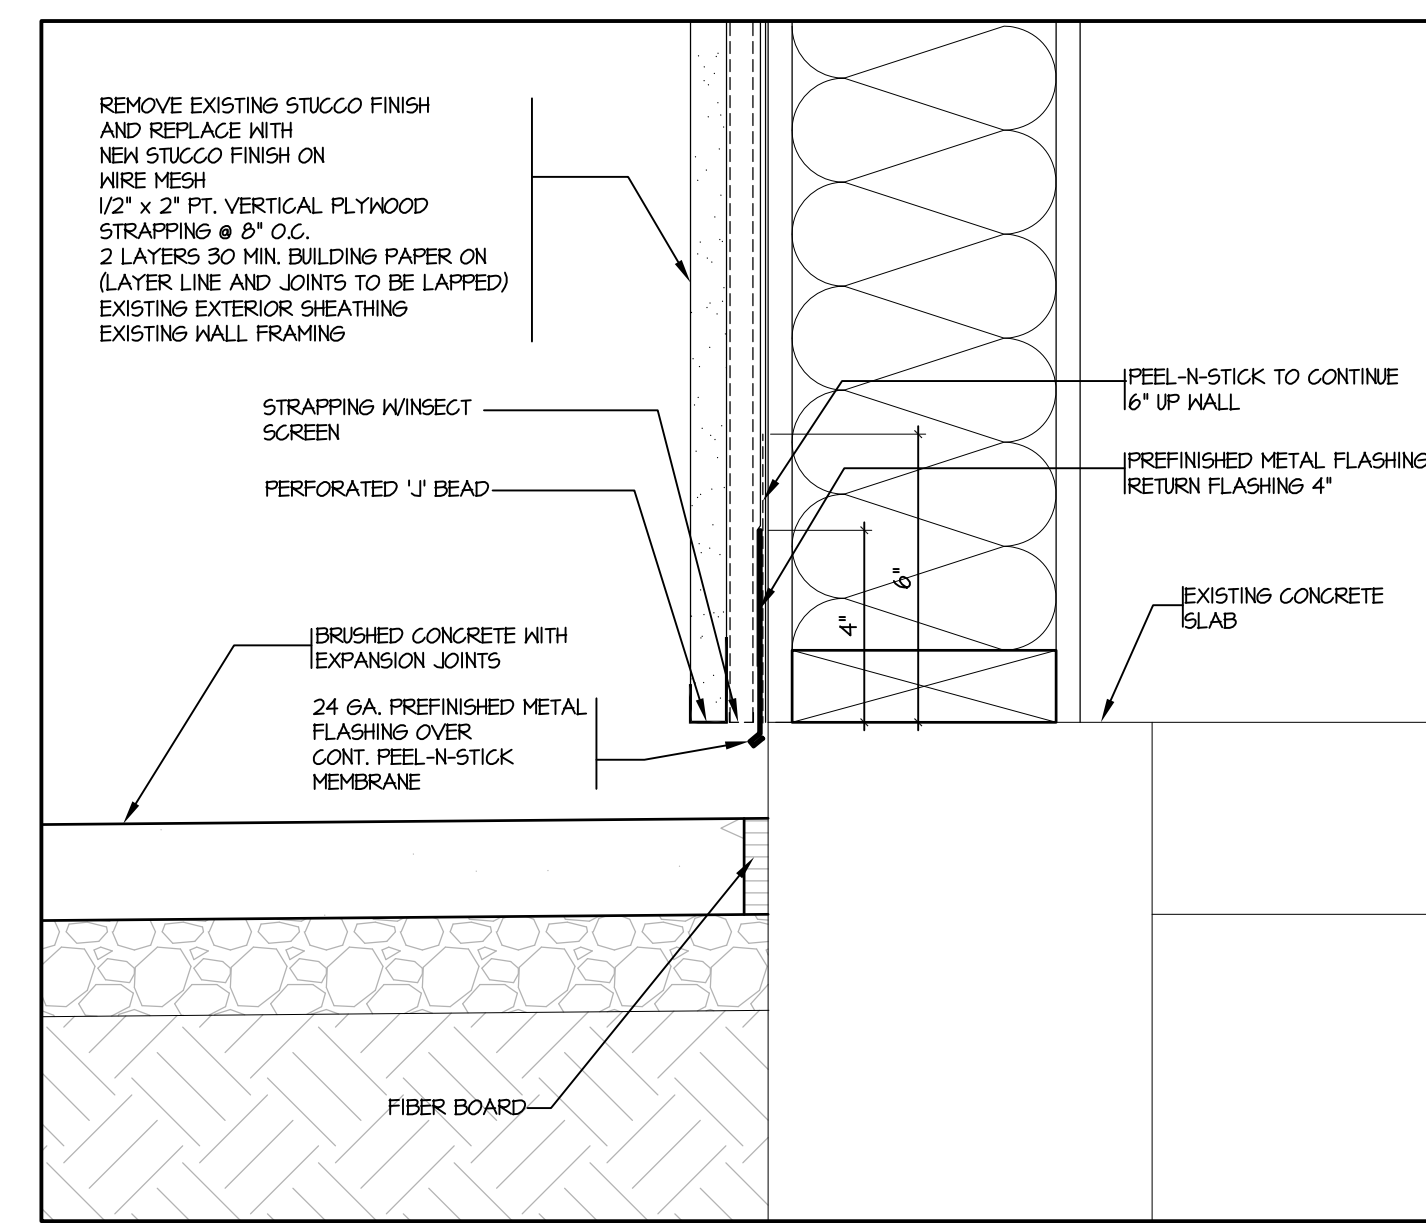 REMOVE EXISTING STUCCO FINISH
AND REPLACE WITH
NEW STUCCO FINISH ON
WIRE MESH
1/2" x 2" PT. VERTICAL PLYWOOD
STRAPPING @ 8" O.C.
2 LAYERS 30 MIN. BUILDING PAPER ON
(LAYER LINE AND JOINTS TO BE LAPPED)
EXISTING EXTERIOR SHEATHING
EXISTING WALL FRAMING
STRAPPING W/INSECT
SCREEN
PERFORATED 'J' BEAD
BRUSHED CONCRETE WITH
EXPANSION JOINTS
24 GA. PREFINISHED METAL
FLASHING OVER
CONT. PEEL-N-STICK
MEMBRANE
FIBER BOARD
PEEL-N-STICK TO CONTINUE
6" UP WALL
PREFINISHED METAL FLASHING
RETURN FLASHING 4"
6"
4"
EXISTING CONCRETE
SLAB